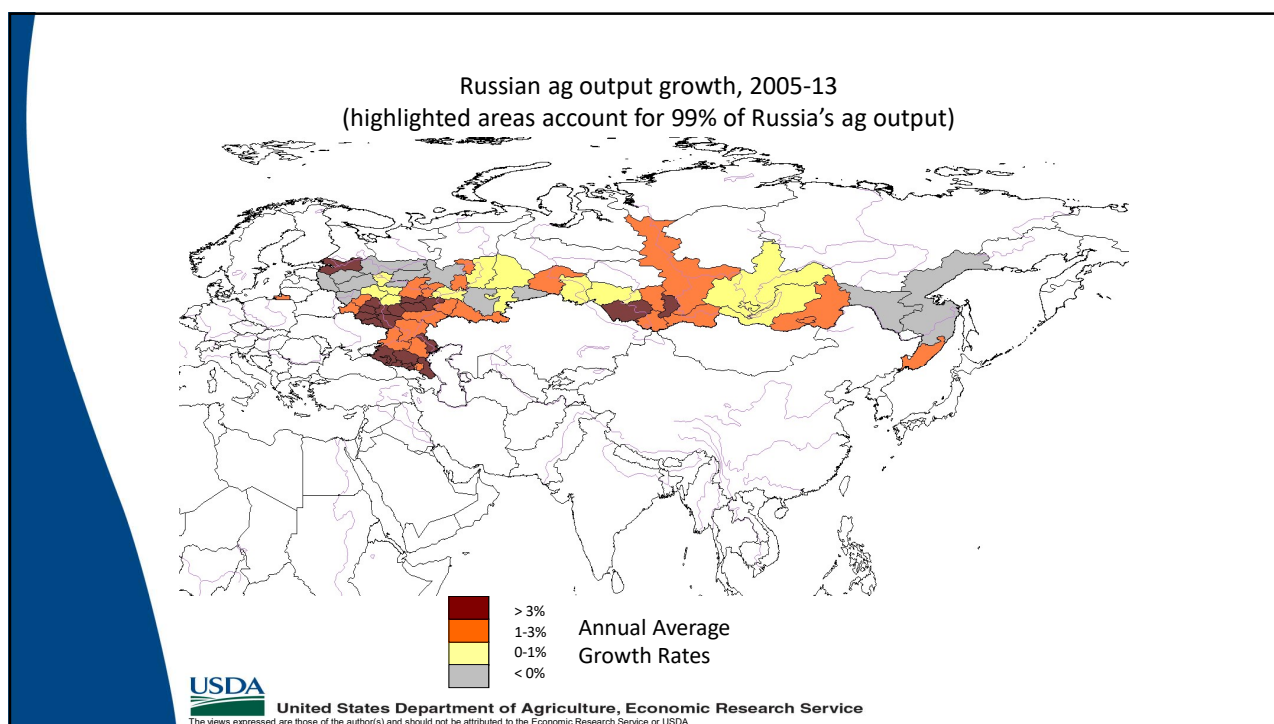 Russian ag output growth, 2005-13
(highlighted areas account for 99% of Russia's ag output)
> 3%
1-3%
0-1%
< 0%
Annual Average
Growth Rates
USDA
United States Department of Agriculture, Economic Research Service
The views expressed are those of the author(s) and should not be attributed to the Economic Research Service or USDA